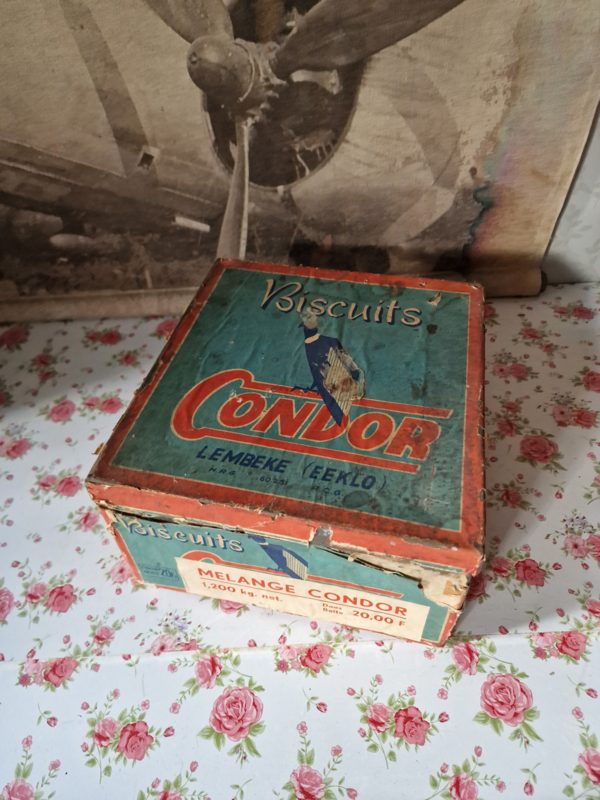 Biscuits
CONDOR
LEMBEKE (EEKLO)
Biscuits
MELANGE CONDOR
1,200 kg. net.
20,00 F